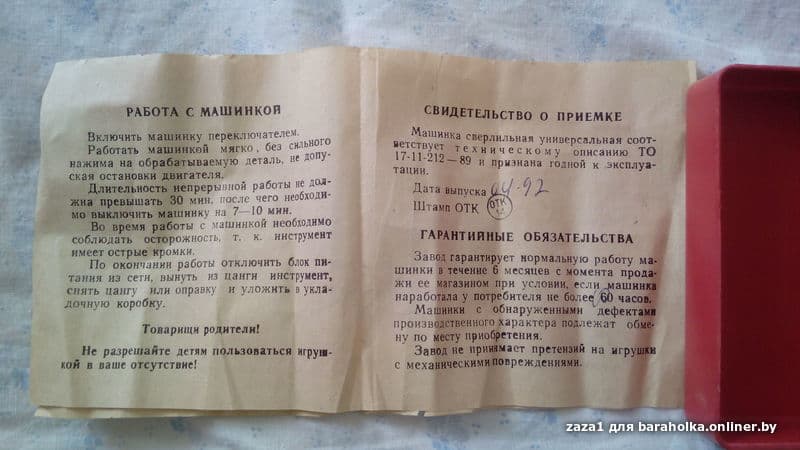 РАБОТА С МАШИНКОЙ
Включить машинку переключателем.
Работать машинкой мягко, без сильного
нажима на обрабатываемую деталь, не допу-
ская остановки двигателя.
Длительность непрерывной работы не дол-
жна превышать 30 мин, после чего необходи-
мо выключить машинку на 7—10 мин.
Во время работы с машинкой необходимо
соблюдать осторожность, т. к. инструмент
имеет острые кромки.
По окончании работы отключить блок пи-
тания из сети, вынуть из цанги инструмент,
снять цангу или оправку и уложить в укла-
дочную коробку.
Товарищи родители!
Не разрешайте детям пользоваться игруш-
кой в ваше отсутствие!
СВИДЕТЕЛЬСТВО О ПРИЕМКЕ
Машинка сверлильная универсальная соот-
ветствует техническому описанию ТО
17-11-212—89 и признана годной к эксплуа-
тации.
Дата выпуска 04-92
Штамп ОТК ОТК
ГАРАНТИЙНЫЕ ОБЯЗАТЕЛЬСТВА
Завод гарантирует нормальную работу ма-
шинки в течение 6 месяцев с момента прода-
жи ее магазином при условии, если машинка
наработала у потребителя не более 60 часов.
Машинки с обнаруженными дефектами
производственного характера подлежат обме-
ну по месту приобретения.
Завод не принимает претензий на игрушки
с механическими повреждениями.
zaza1 для baraholka.onliner.by